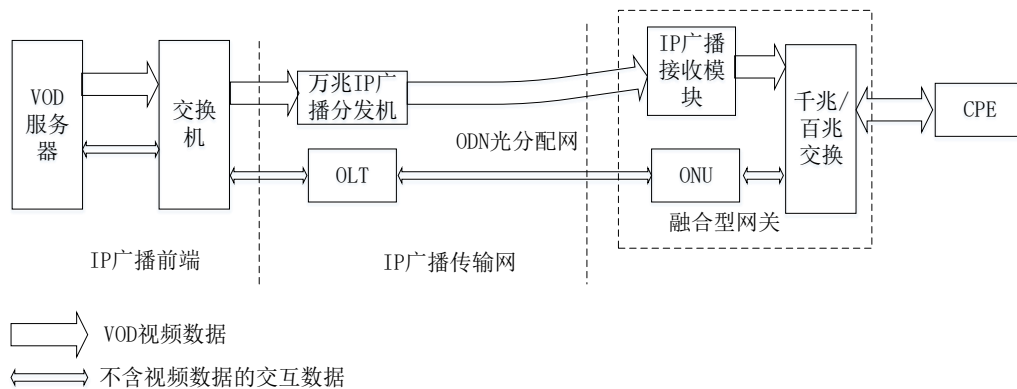 VOD
服务
器
交换
机
万兆IP广
播分发机
IP广播
接收模
块
千兆/
百兆
交换
CPE
ODN光分配网
OLT
ONU
融合型网关
IP广播前端
IP广播传输网
VOD视频数据
不含视频数据的交互数据